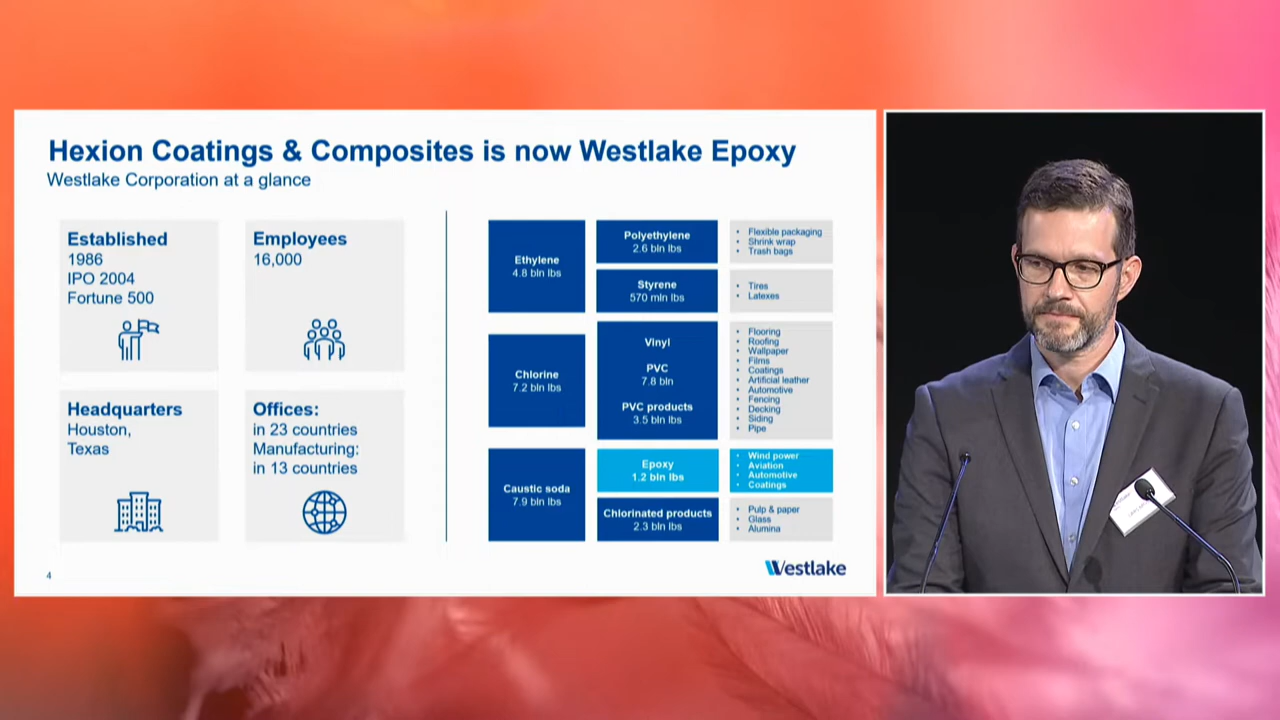 Hexion Coatings & Composites is now Westlake Epoxy
Westlake Corporation at a glance
Established
1986
IPO 2004
Fortune 500
Employees
16,000
Headquarters
Houston,
Texas
Offices:
in 23 countries
Manufacturing:
in 13 countries
Ethylene
4.8 bln lbs
Polyethylene
2.6 bln lbs
• Flexible packaging
• Shrink wrap
• Trash bags
Styrene
570 mln lbs
• Tires
• Latexes
Chlorine
7.2 bln lbs
Vinyl
PVC
7.8 bln
PVC products
3.5 bln lbs
• Flooring
• Roofing
• Wallpaper
• Films
• Coatings
• Artificial leather
• Automotive
• Fencing
• Decking
• Siding
• Pipe
Caustic soda
7.9 bln lbs
Epoxy
1.2 bln lbs
• Wind power
• Aviation
• Automotive
• Coatings
Chlorinated products
2.3 bln lbs
• Pulp & paper
• Glass
• Alumina
4
Westlake